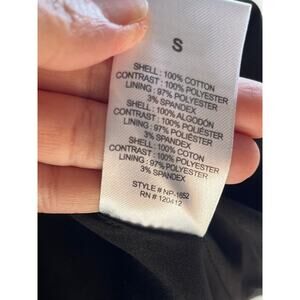 S
SHELL : 100% COTTON
CONTRAST : 100% POLYESTER
LINING : 97% POLYESTER
3% SPANDEX
SHELL : 100% ALGODÓN
CONTRAST : 100% POLIÉSTER
LINING : 97% POLIÉSTER
3% SPANDEX
SHELL : 100% COTON
CONTRAST : 100% POLYESTER
LINING : 97% POLYESTER
3% SPANDEX
STYLE # NP-1652
RN # 120412